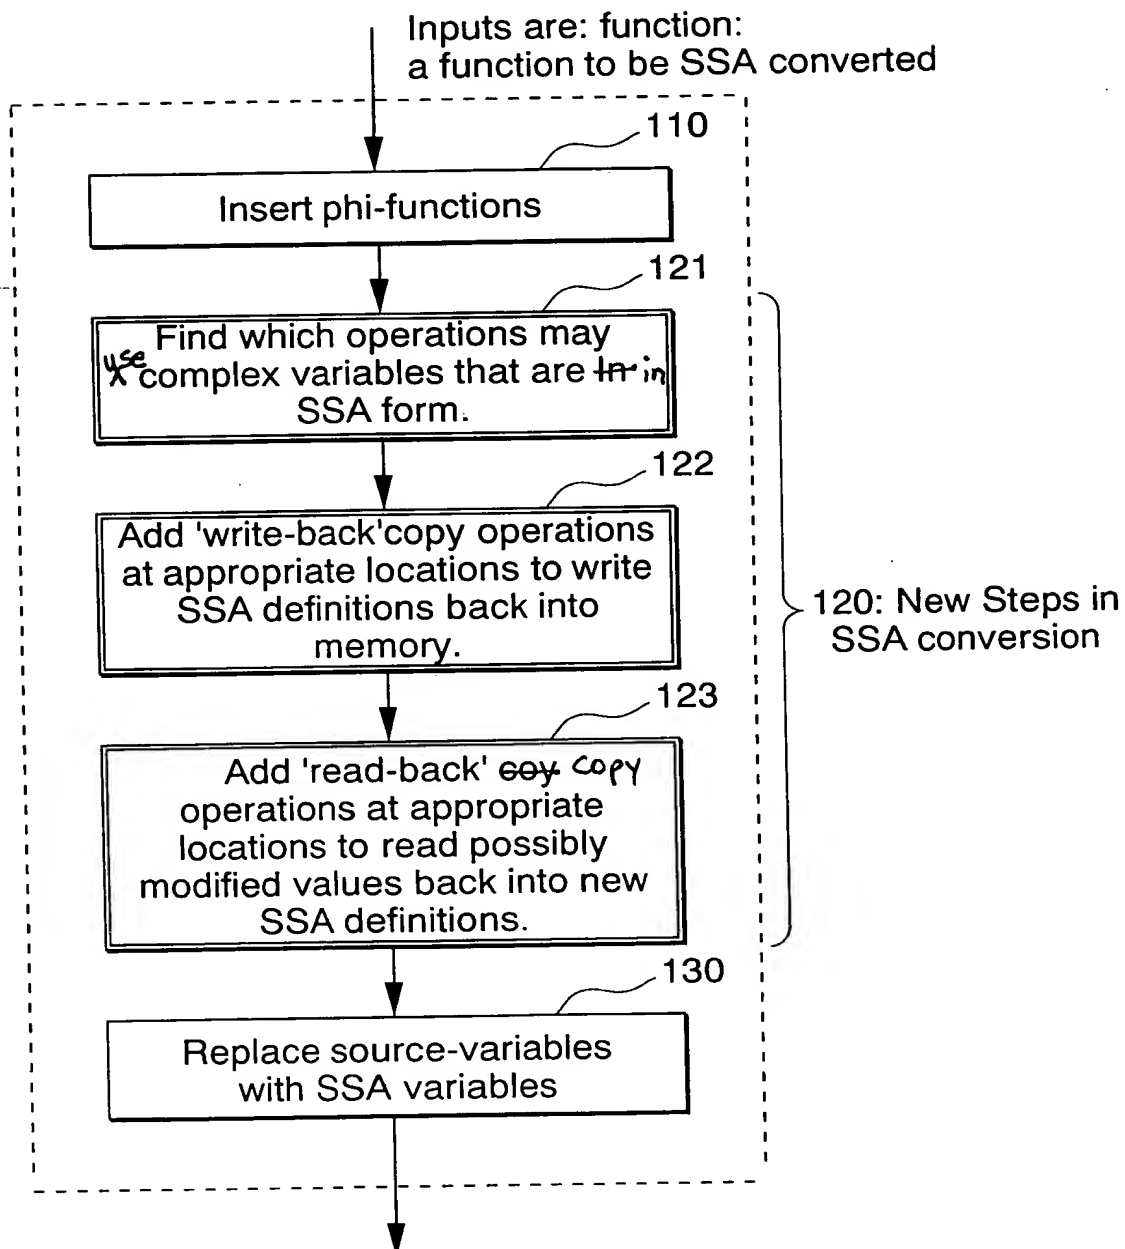 Inputs are: function:
a function to be SSA converted
110
Insert phi-functions
121
Find which operations may
use complex variables that are In in
SSA form.
122
Add 'write-back'copy operations
at appropriate locations to write
SSA definitions back into
memory.
120: New Steps in
SSA conversion
123
Add 'read-back' coy copy
operations at appropriate
locations to read possibly
modified values back into new
SSA definitions.
130
Replace source-variables
with SSA variables